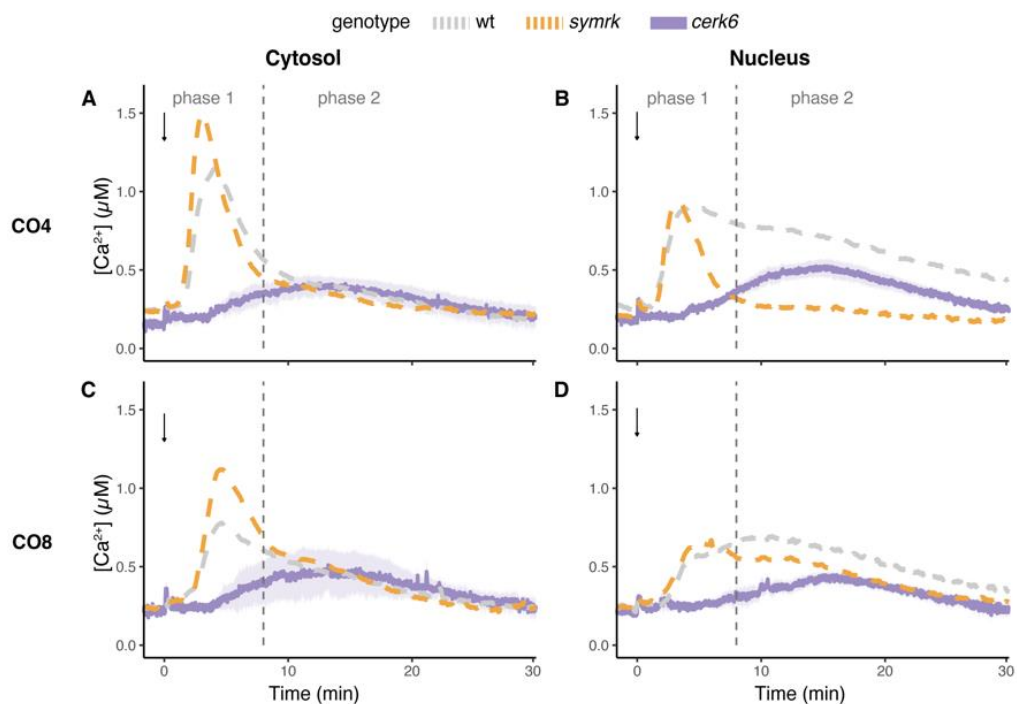 genotype wt symrk cerk6
Cytosol Nucleus
A phase 1 phase 2
B phase 1 phase 2
CO4
[Ca²⁺] (µM)
1.5
1.0
0.5
0.0
1.5
1.0
0.5
0.0
C D
CO8
[Ca²⁺] (µM)
1.5
1.0
0.5
0.0
1.5
1.0
0.5
0.0
0 10 20 30
0 10 20 30
Time (min) Time (min)